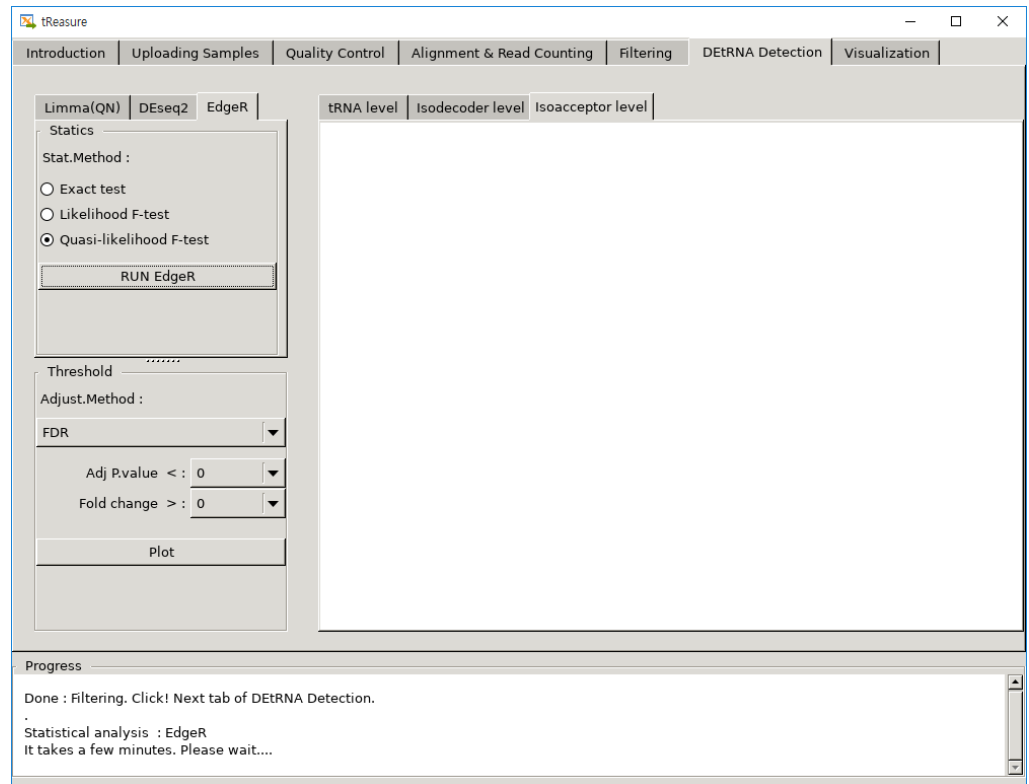 tReasure
Introduction Uploading Samples Quality Control Alignment & Read Counting Filtering DEtRNA Detection Visualization
Limma(QN) DEseq2 EdgeR
tRNA level Isodecoder level Isoacceptor level
Statics
Stat.Method :
Exact test
Likelihood F-test
Quasi-likelihood F-test
RUN EdgeR
Threshold
Adjust.Method :
FDR
Adj P.value < : 0
Fold change > : 0
Plot
Progress
Done : Filtering. Click! Next tab of DEtRNA Detection.
.
Statistical analysis : EdgeR
It takes a few minutes. Please wait....